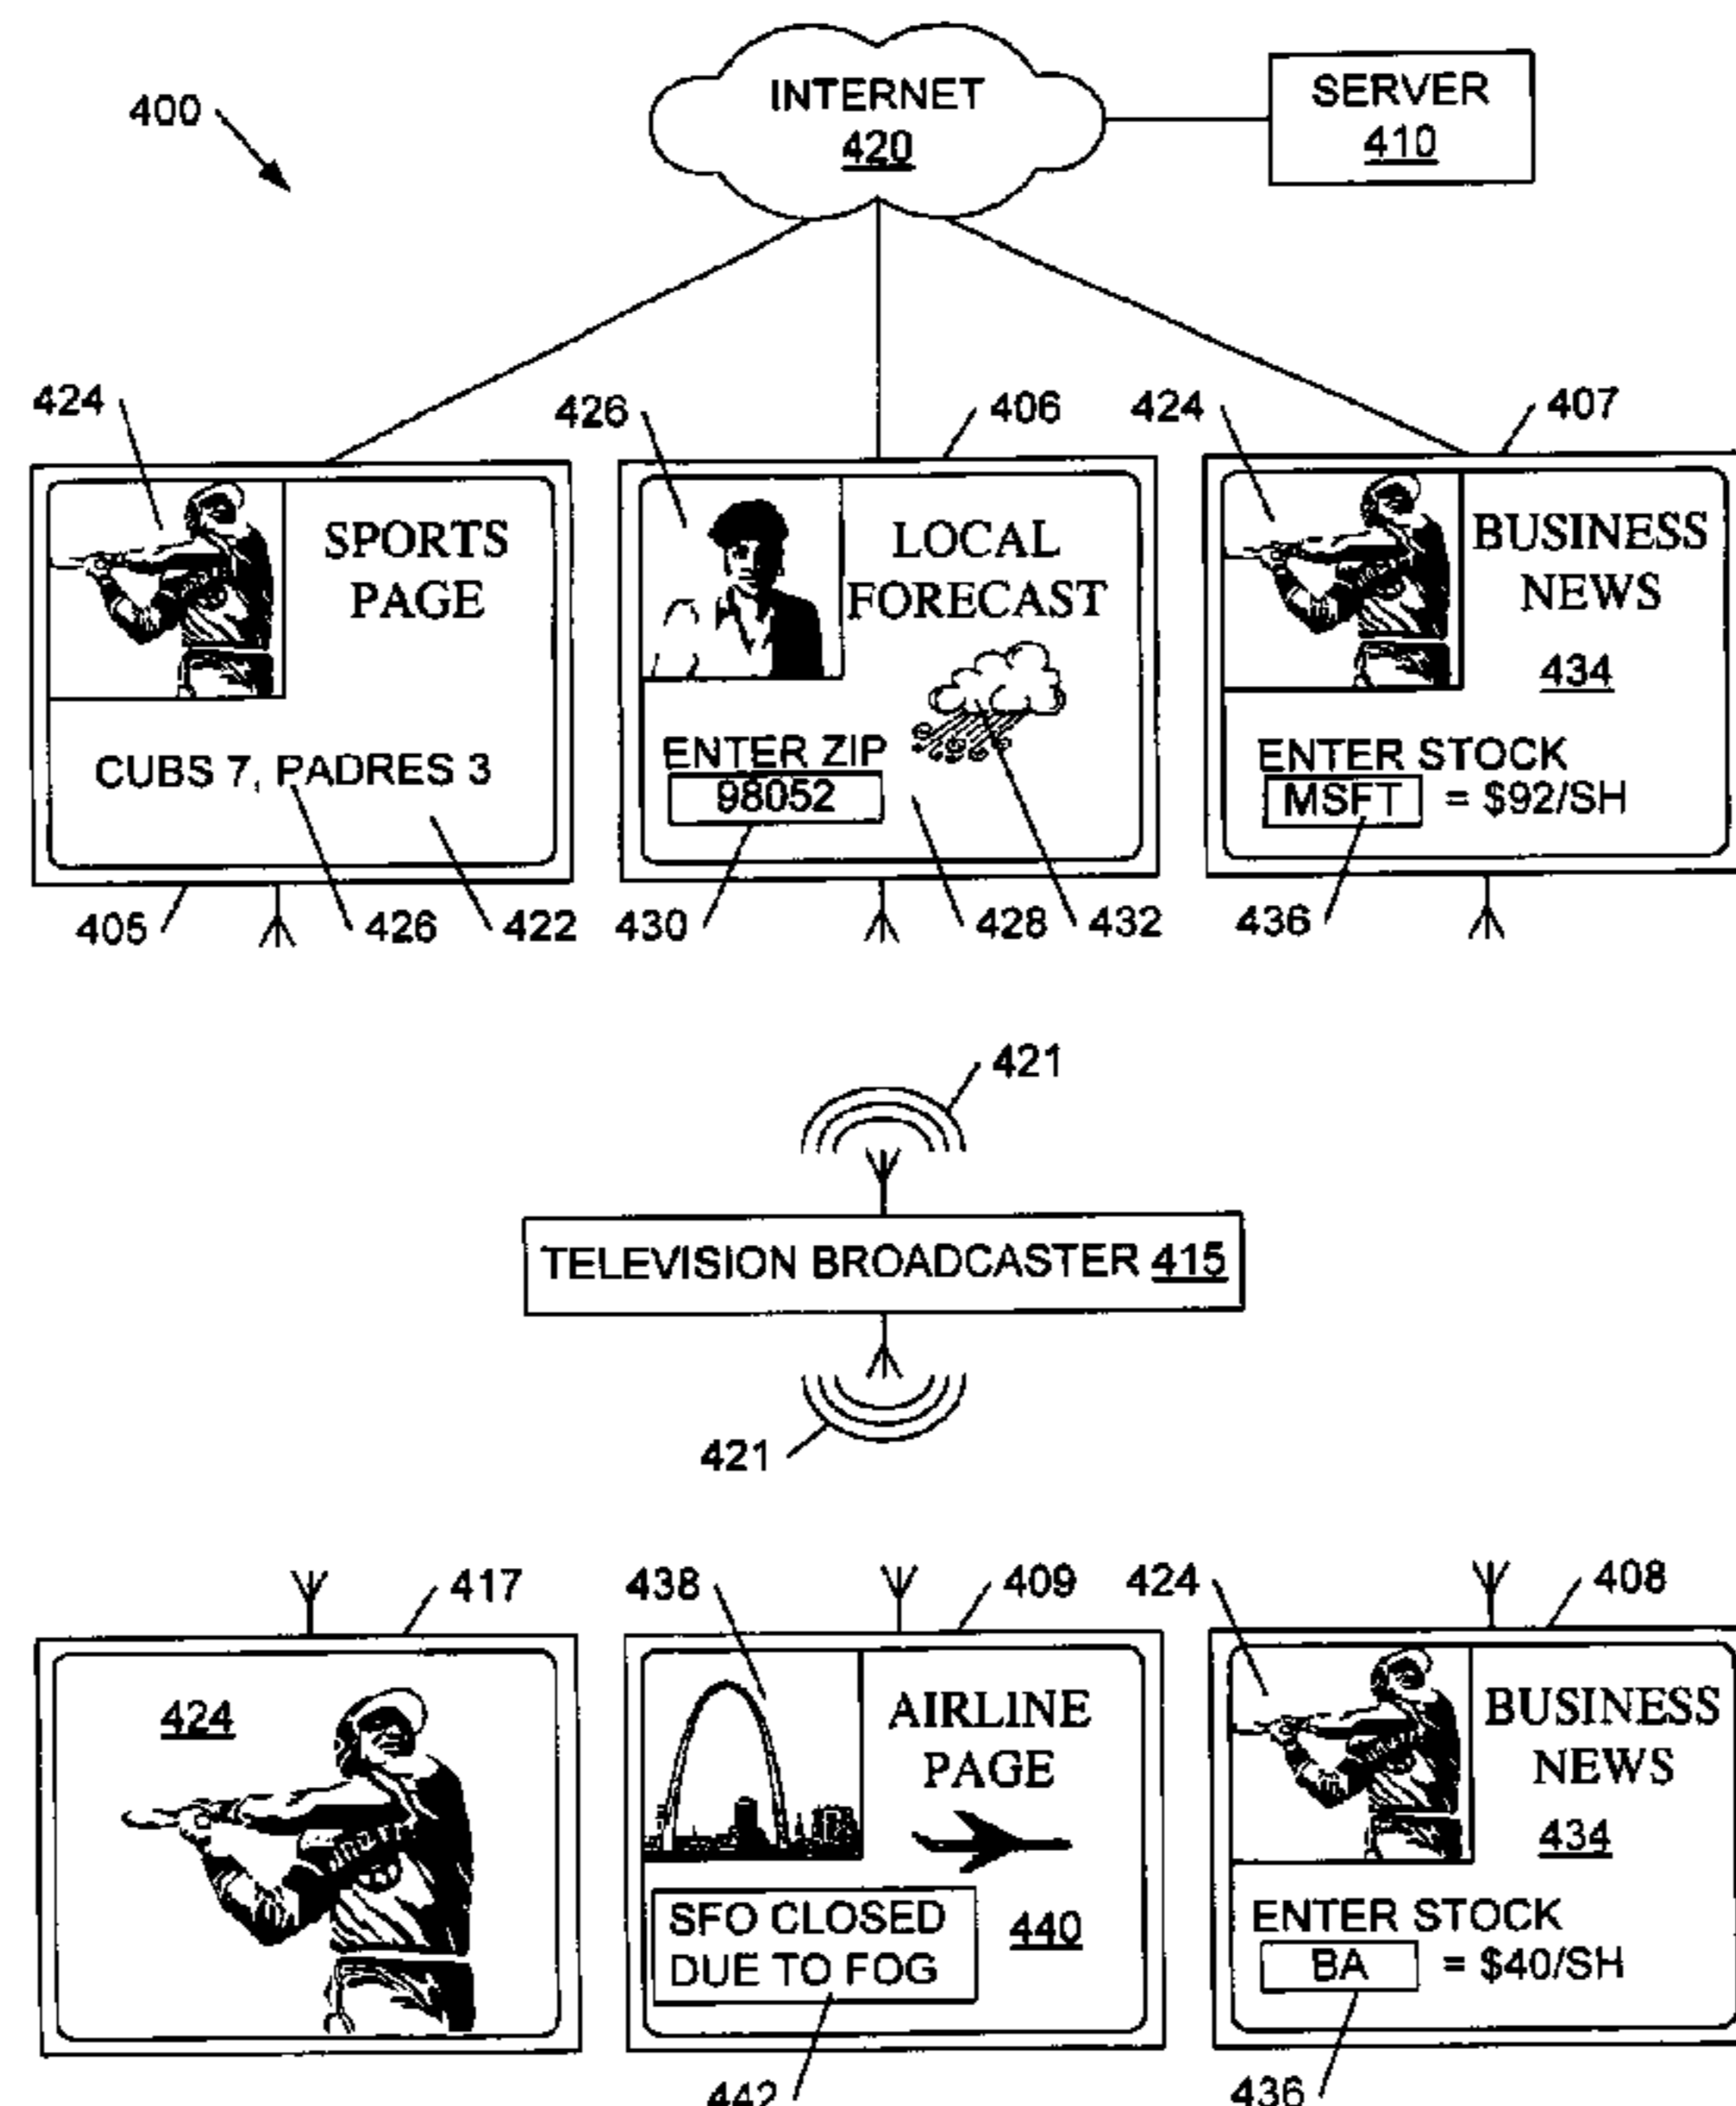 INTERNET
420
SERVER
410
400
424
426
406
424
407
SPORTS
PAGE
CUBS 7, PADRES 3
LOCAL
FORECAST
ENTER ZIP
98052
BUSINESS
NEWS
434
ENTER STOCK
MSFT = $92/SH
405
426
422
430
428
432
436
421
TELEVISION BROADCASTER 415
421
417
438
409
424
408
424
AIRLINE
PAGE
SFO CLOSED
DUE TO FOG
440
BUSINESS
NEWS
434
ENTER STOCK
BA = $40/SH
442
436